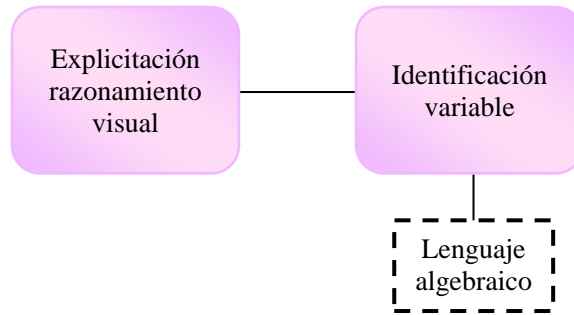 Explicitación
razonamiento
visual
Identificación
variable
Lenguaje
algebraico